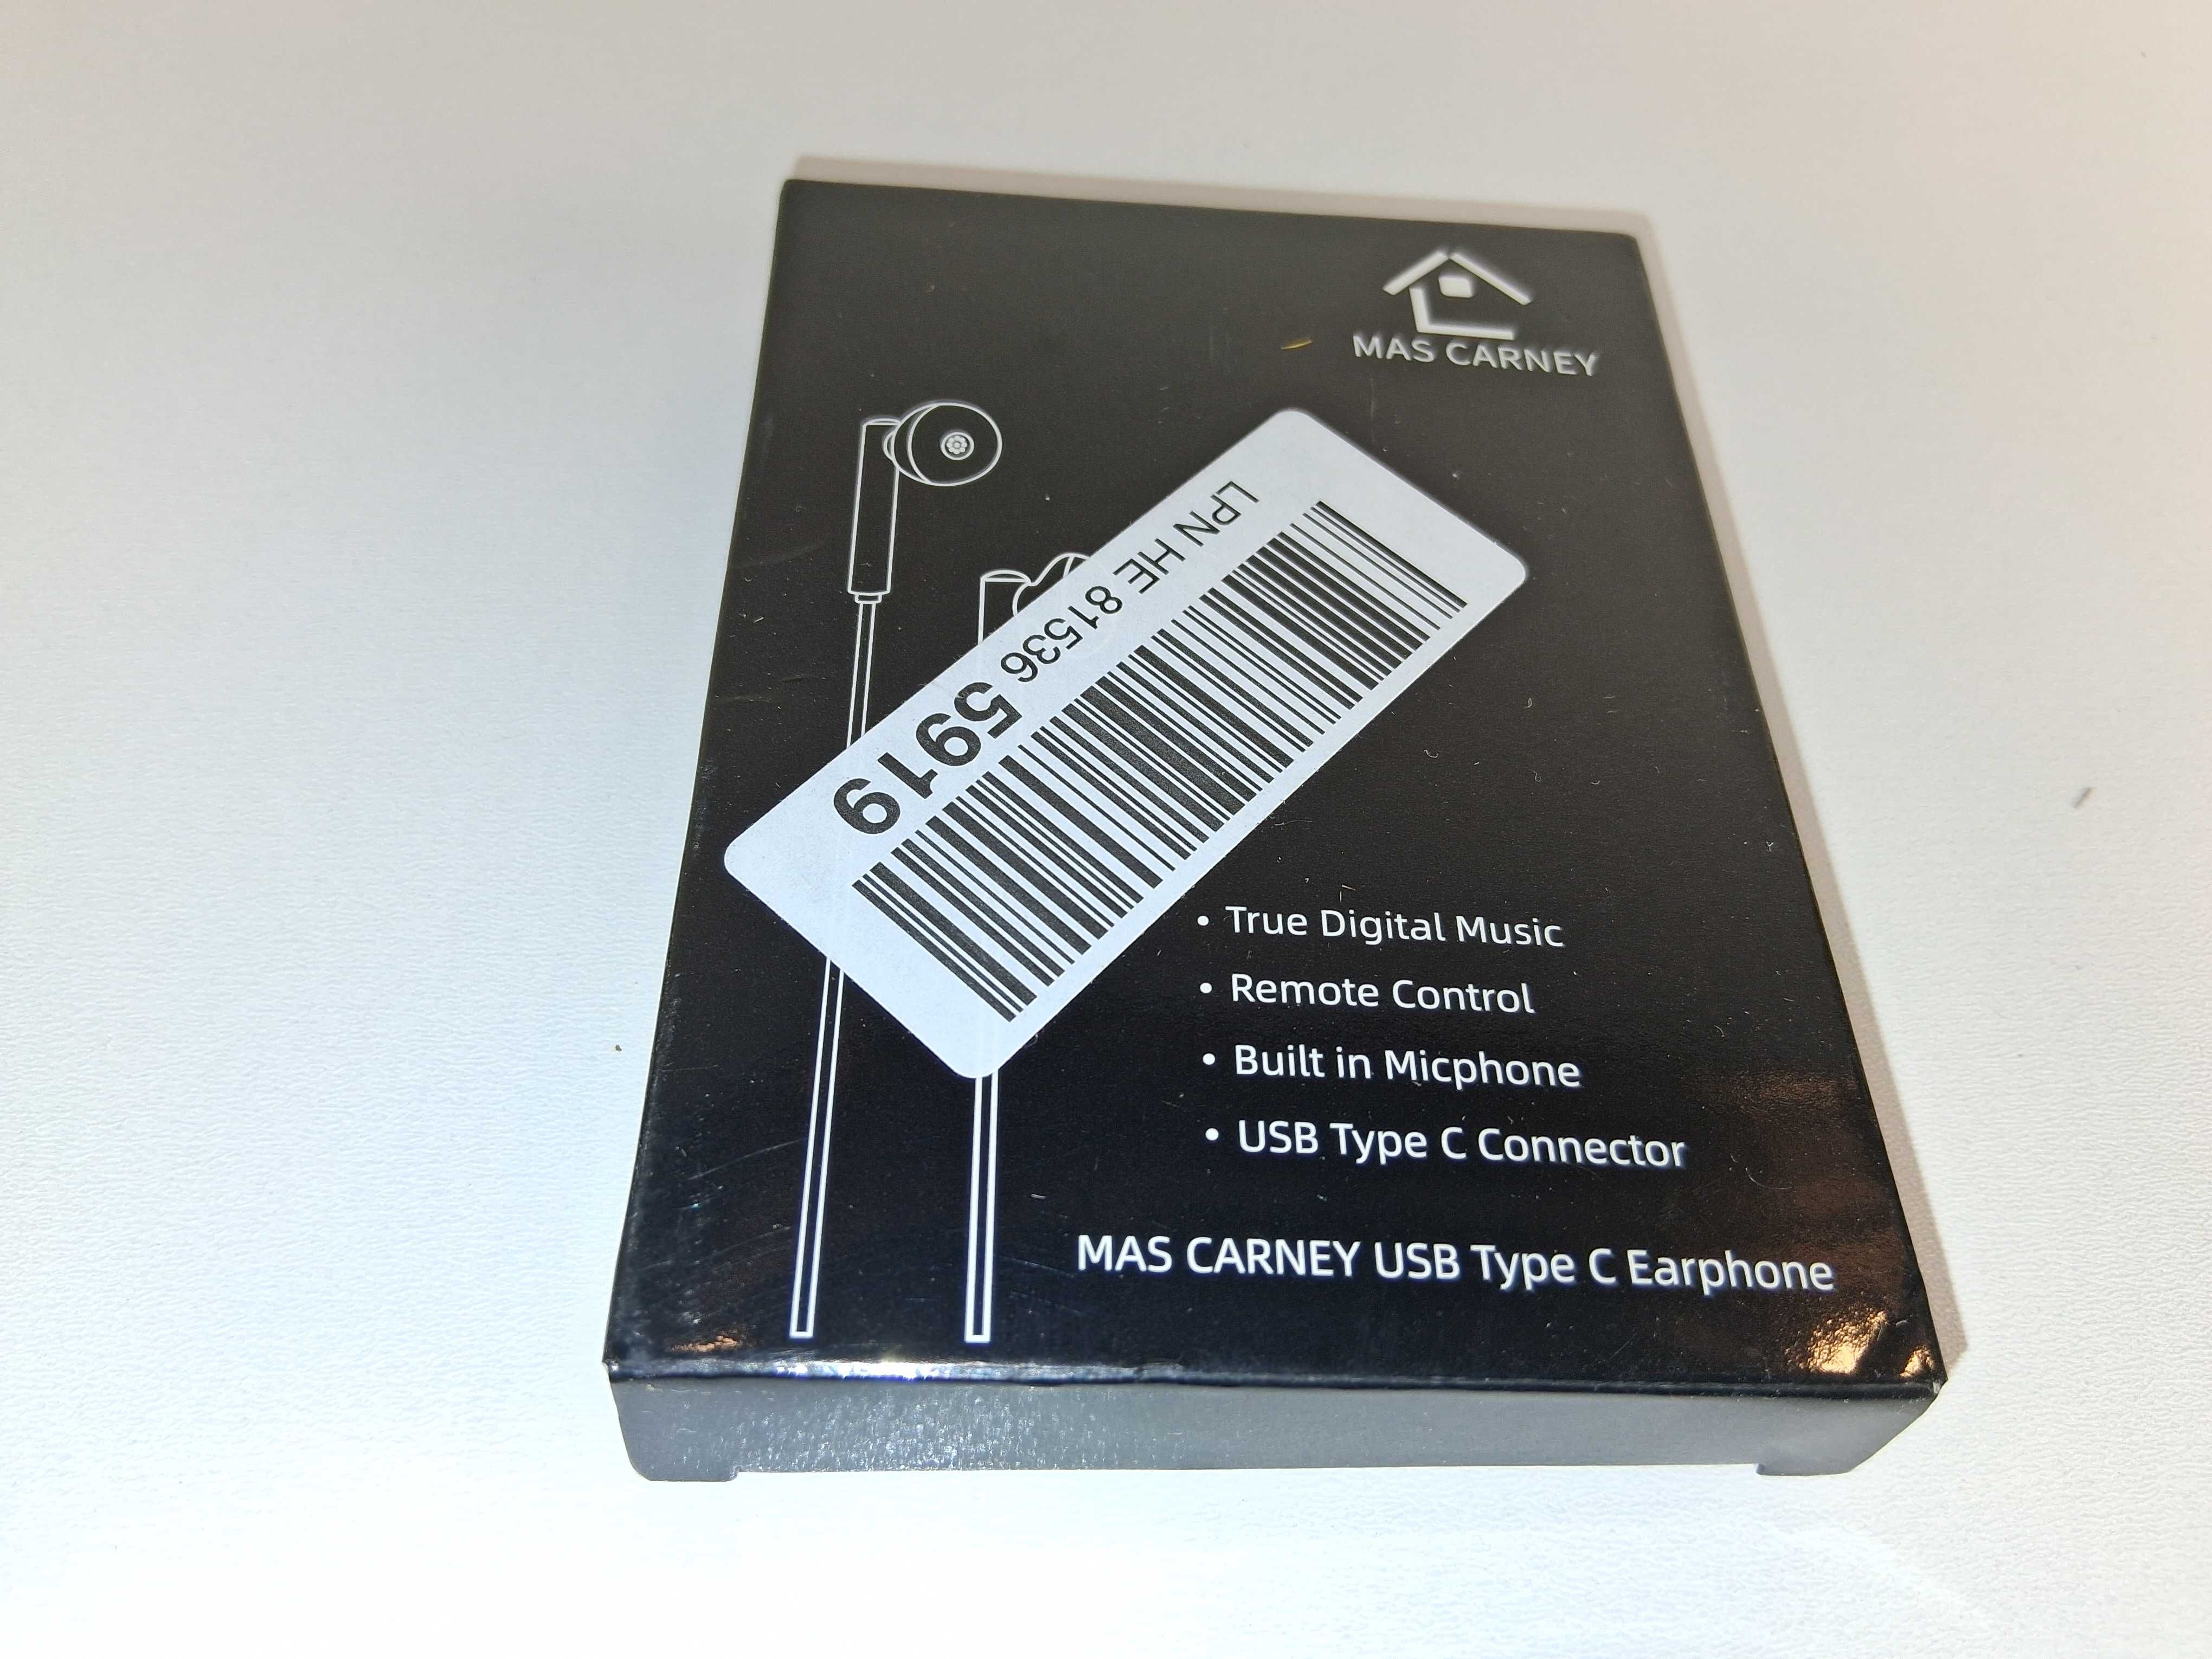 MAS CARNEY
LPN HE 81536 5919
• True Digital Music
• Remote Control
• Built in Micphone
• USB Type C Connector
MAS CARNEY USB Type C Earphone